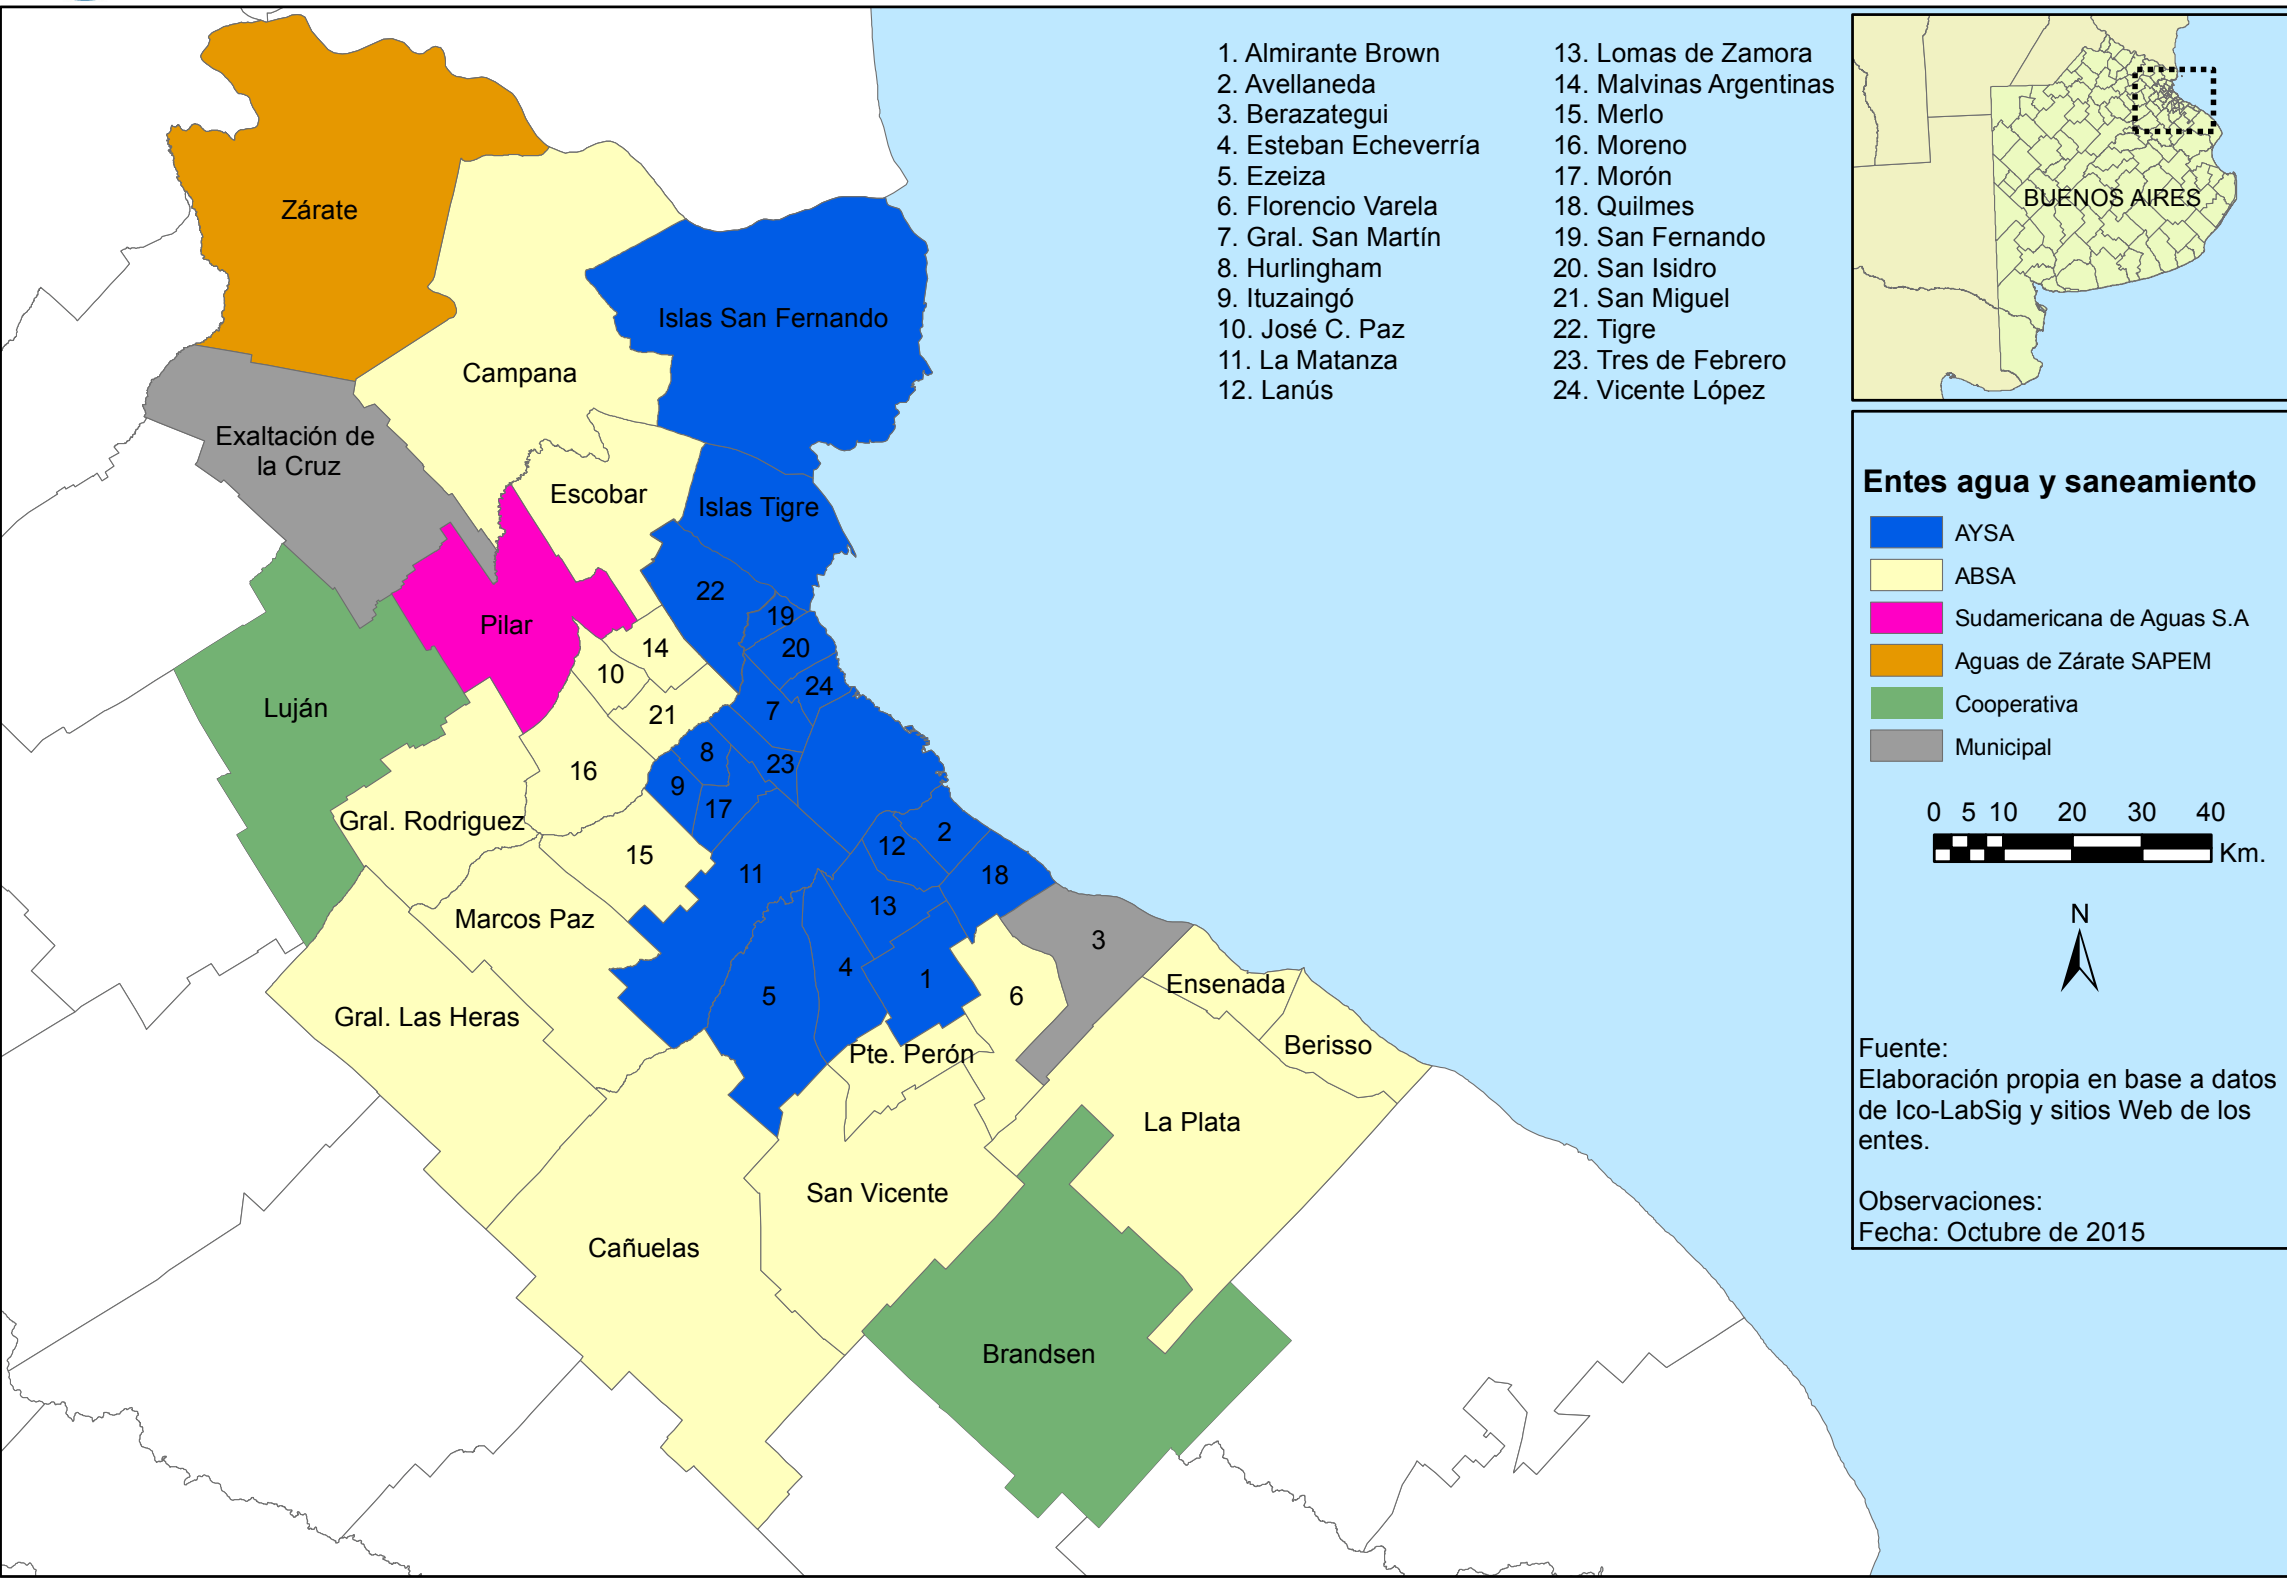 1. Almirante Brown
2. Avellaneda
3. Berazategui
4. Esteban Echeverría
5. Ezeiza
6. Florencio Varela
7. Gral. San Martín
8. Hurlingham
9. Ituzaingó
10. José C. Paz
11. La Matanza
12. Lanús
13. Lomas de Zamora
14. Malvinas Argentinas
15. Merlo
16. Moreno
17. Morón
18. Quilmes
19. San Fernando
20. San Isidro
21. San Miguel
22. Tigre
23. Tres de Febrero
24. Vicente López
BUENOS AIRES
Zárate
Islas San Fernando
Campana
Exaltación de
la Cruz
Escobar
Islas Tigre
22
19
Pilar
20
14
10
24
Luján
7
21
8
23
16
9
17
Gral. Rodriguez
2
12
15
11
18
13
Marcos Paz
3
4
1
Ensenada
5
6
Gral. Las Heras
Berisso
Pte. Perón
La Plata
San Vicente
Cañuelas
Brandsen
Entes agua y saneamiento
AYSA
ABSA
Sudamericana de Aguas S.A
Aguas de Zárate SAPEM
Cooperativa
Municipal
0 5 10 20 30 40
Km.
N
Fuente:
Elaboración propia en base a datos
de Ico-LabSig y sitios Web de los
entes.
Observaciones:
Fecha: Octubre de 2015